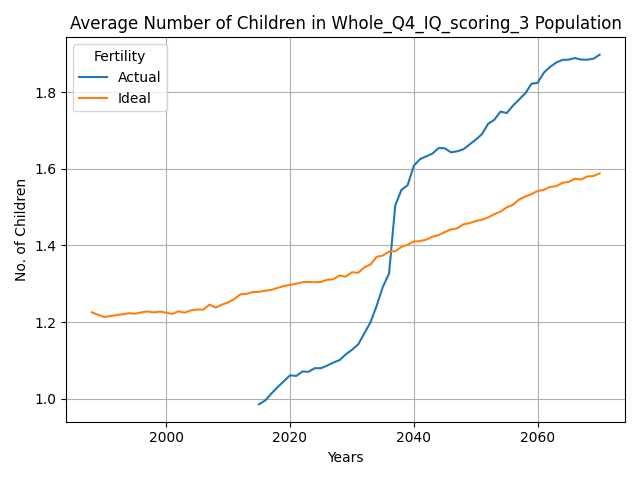 Average Number of Children in Whole_Q4_IQ_scoring_3 Population
Fertility
Actual
Ideal
No. of Children
1.8
1.6
1.4
1.2
1.0
2000 2020 2040 2060
Years